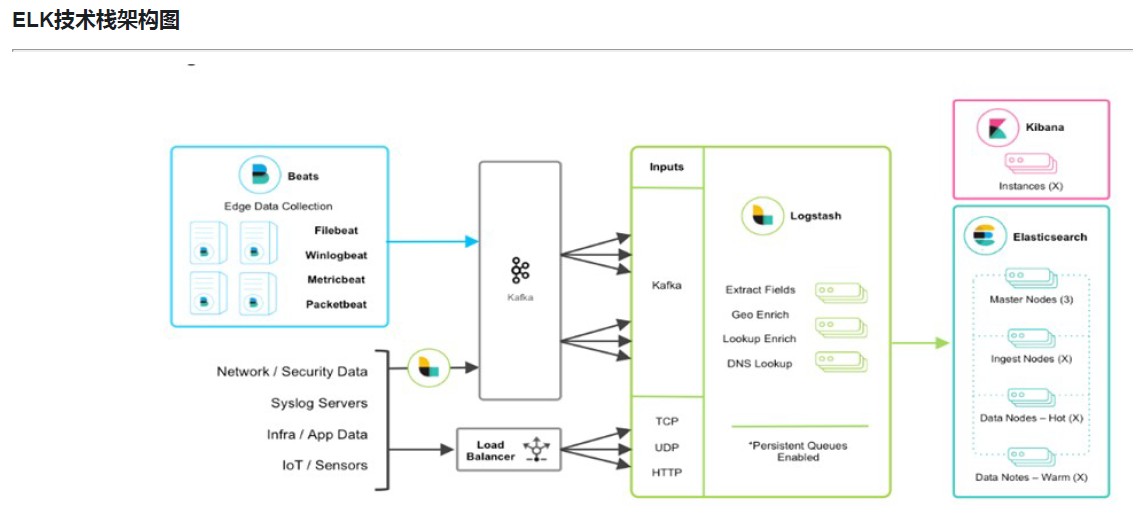 ELK技术栈架构图
Beats
Edge Data Collection
Filebeat
Winlogbeat
Metricbeat
Packetbeat
Network / Security Data
Syslog Servers
Infra / App Data
IoT / Sensors
Kafka
Load
Balancer
Inputs
Kafka
TCP
UDP
HTTP
Logstash
Extract Fields
Geo Enrich
Lookup Enrich
DNS Lookup
*Persistent Queues
Enabled
Kibana
Instances (X)
Elasticsearch
Master Nodes (3)
Ingest Nodes (X)
Data Nodes – Hot (X)
Data Notes – Warm (X)